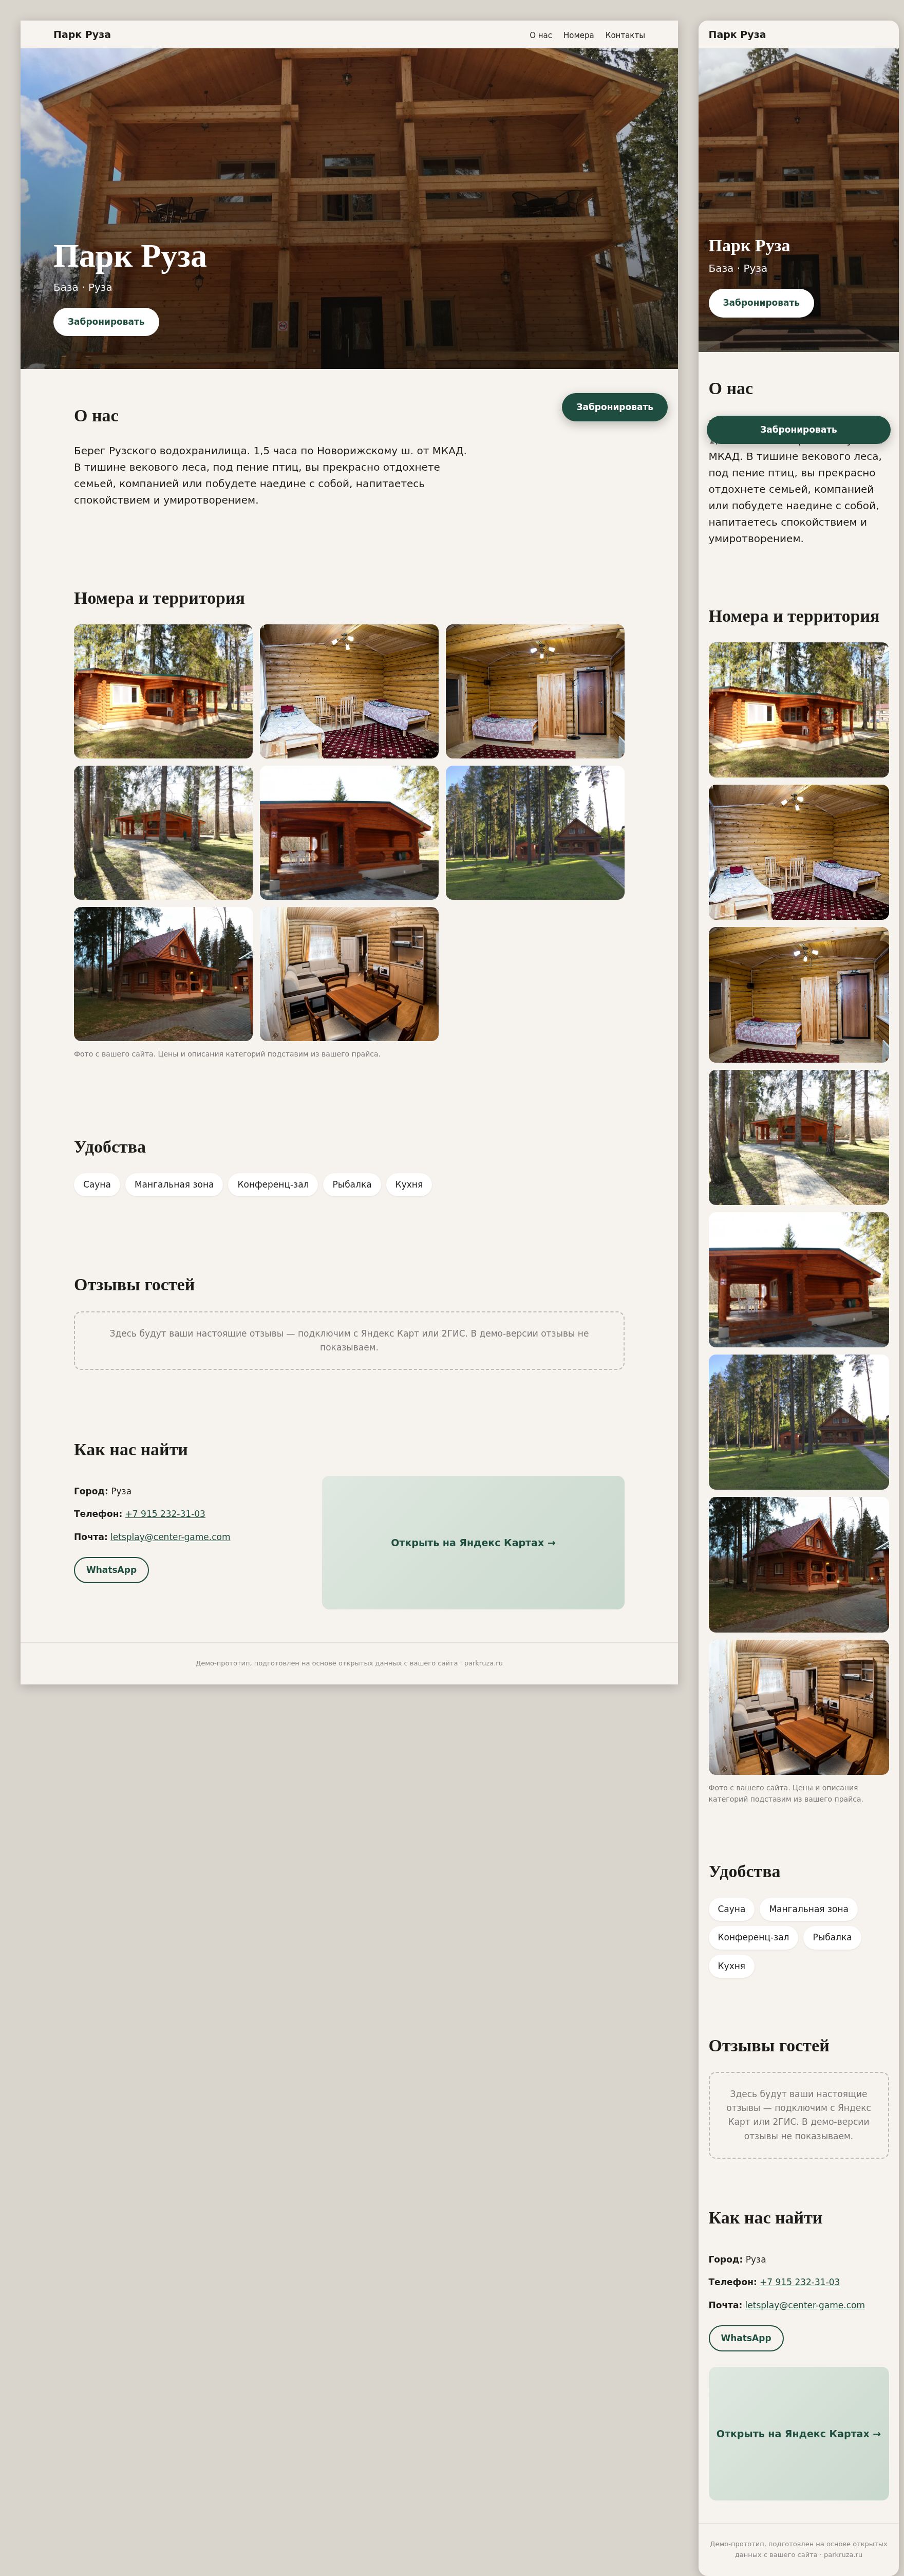 Парк Руза
О нас
Номера
Контакты
Парк Руза
База · Руза
Забронировать
О нас
Забронировать
Берег Рузского водохранилища. 1,5 часа по Новорижскому ш. от МКАД.
В тишине векового леса, под пение птиц, вы прекрасно отдохнете
семьей, компанией или побудете наедине с собой, напитаетесь
спокойствием и умиротворением.
Номера и территория
Фото с вашего сайта. Цены и описания категорий подставим из вашего прайса.
Удобства
Сауна
Мангальная зона
Конференц-зал
Рыбалка
Кухня
Отзывы гостей
Здесь будут ваши настоящие отзывы — подключим с Яндекс Карт или 2ГИС. В демо-версии отзывы не
показываем.
Как нас найти
Город: Руза
Телефон: +7 915 232-31-03
Почта: letsplay@center-game.com
WhatsApp
Открыть на Яндекс Картах →
Демо-прототип, подготовлен на основе открытых данных с вашего сайта · parkruza.ru
Парк Руза
Парк Руза
База · Руза
Забронировать
О нас
Забронировать
МКАД. В тишине векового леса,
под пение птиц, вы прекрасно
отдохнете семьей, компанией
или побудете наедине с собой,
напитаетесь спокойствием и
умиротворением.
Номера и территория
Фото с вашего сайта. Цены и описания
категорий подставим из вашего прайса.
Удобства
Сауна
Мангальная зона
Конференц-зал
Рыбалка
Кухня
Отзывы гостей
Здесь будут ваши настоящие
отзывы — подключим с Яндекс
Карт или 2ГИС. В демо-версии
отзывы не показываем.
Как нас найти
Город: Руза
Телефон: +7 915 232-31-03
Почта: letsplay@center-game.com
WhatsApp
Открыть на Яндекс Картах →
Демо-прототип, подготовлен на основе открытых
данных с вашего сайта · parkruza.ru